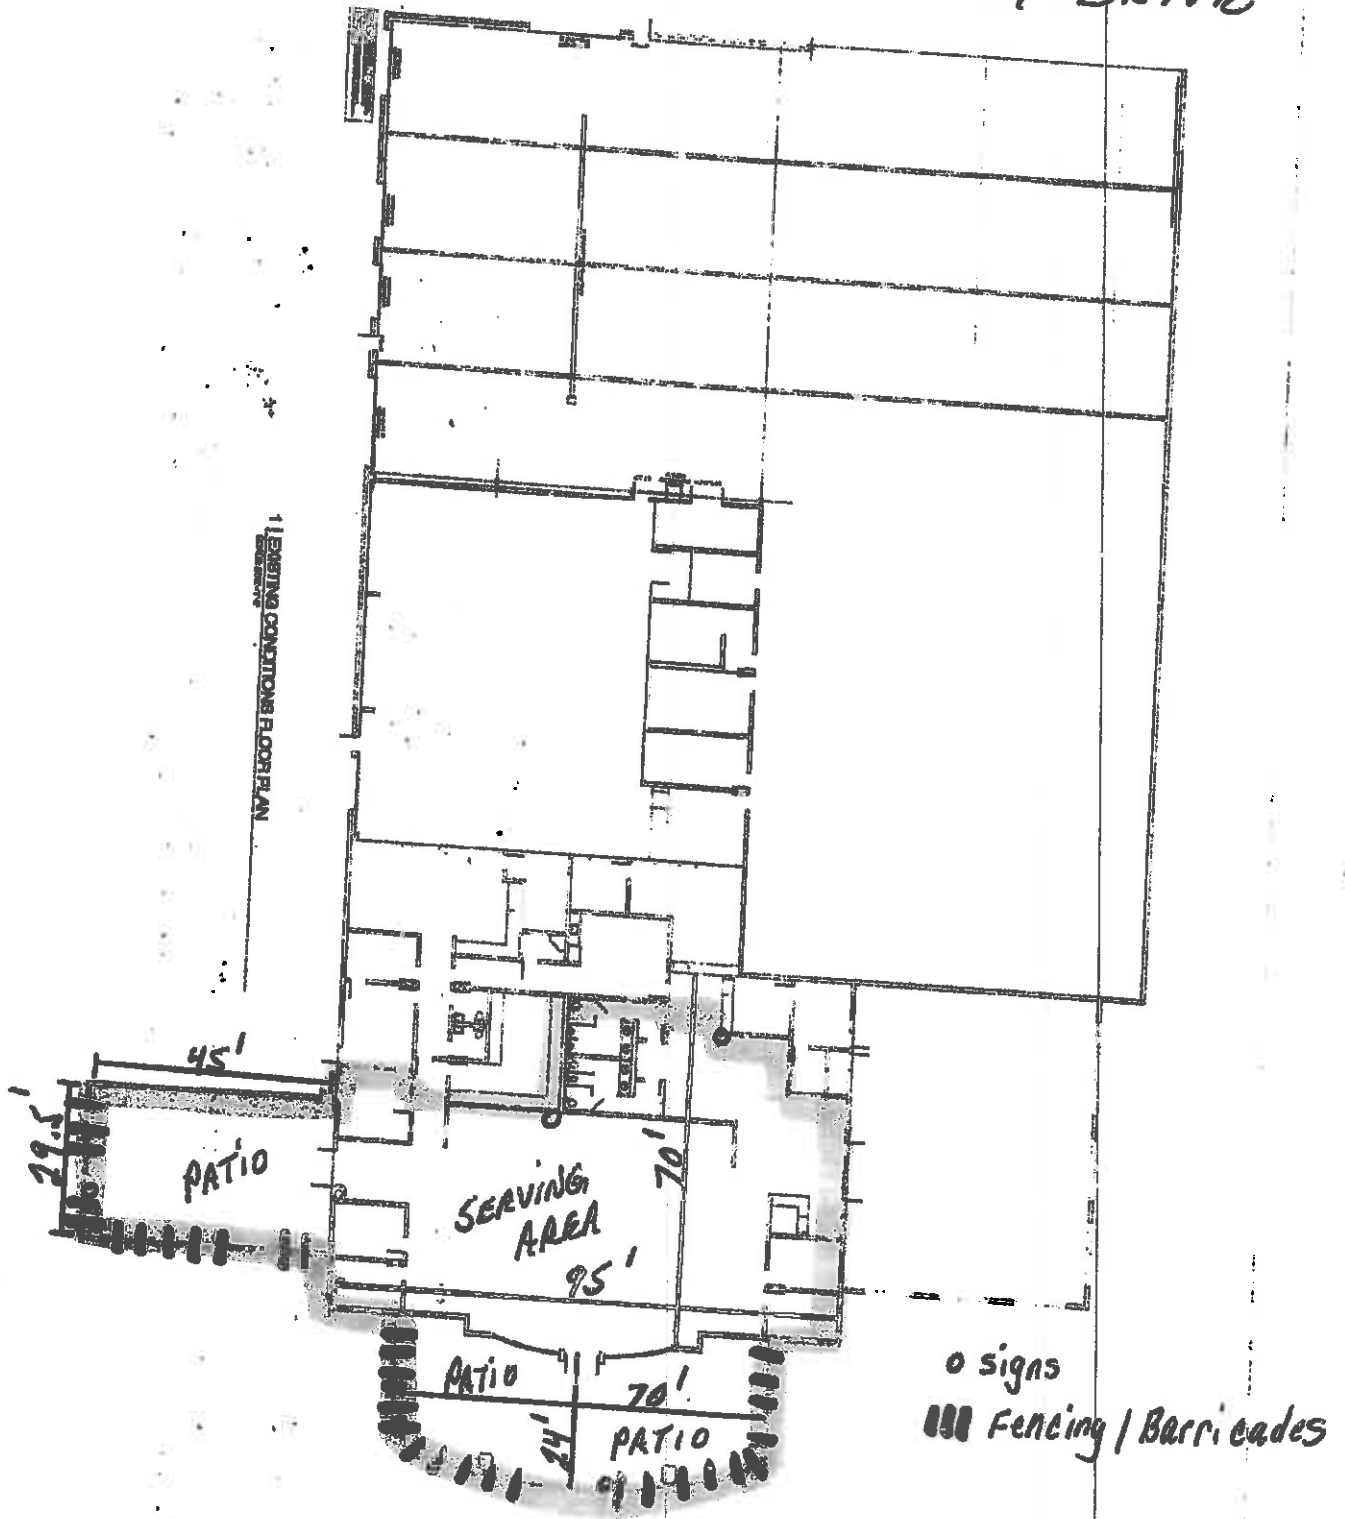 1 | EXISTING CONDITIONS FLOOR PLAN
45'
29.5'
PATIO
SERVING
AREA
70'
95'
PATIO
70'
24'
PATIO
o signs
Fencing / Barricades